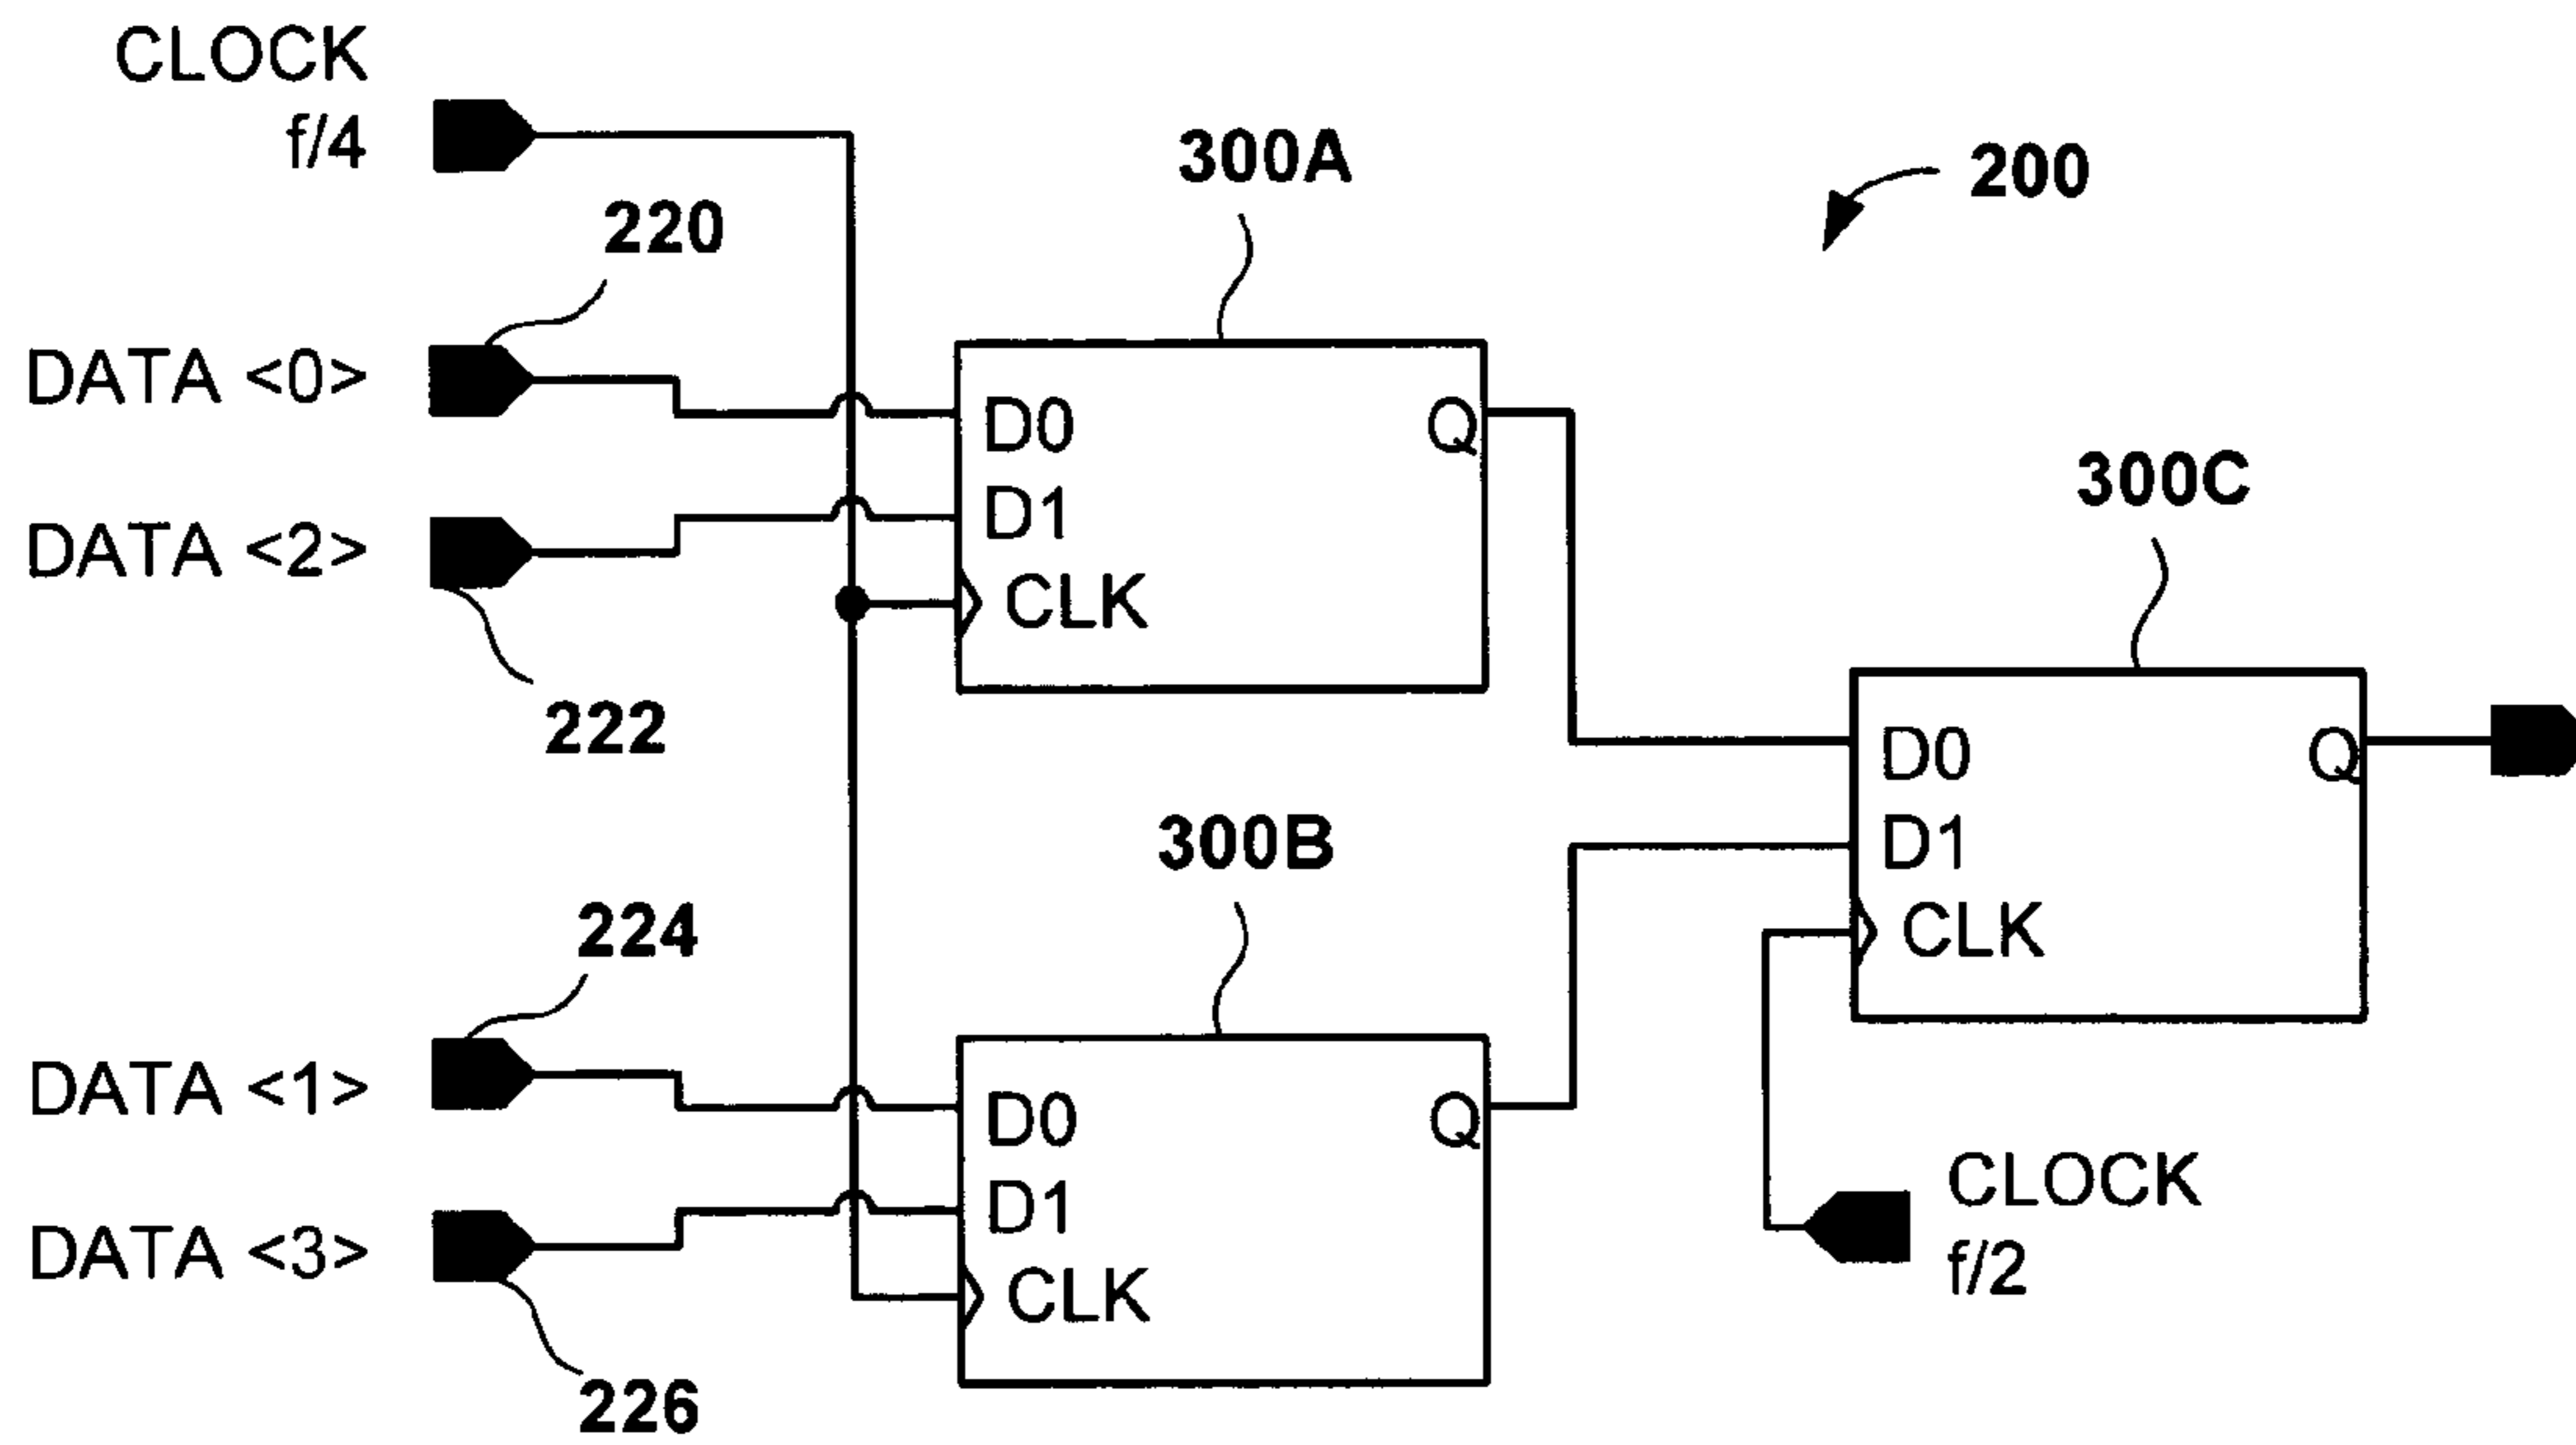 CLOCK
f/4
220
DATA <0>
DATA <2>
222
224
DATA <1>
DATA <3>
226
300A
D0
D1
CLK
Q
300B
D0
D1
CLK
Q
200
300C
D0
D1
CLK
Q
CLOCK
f/2